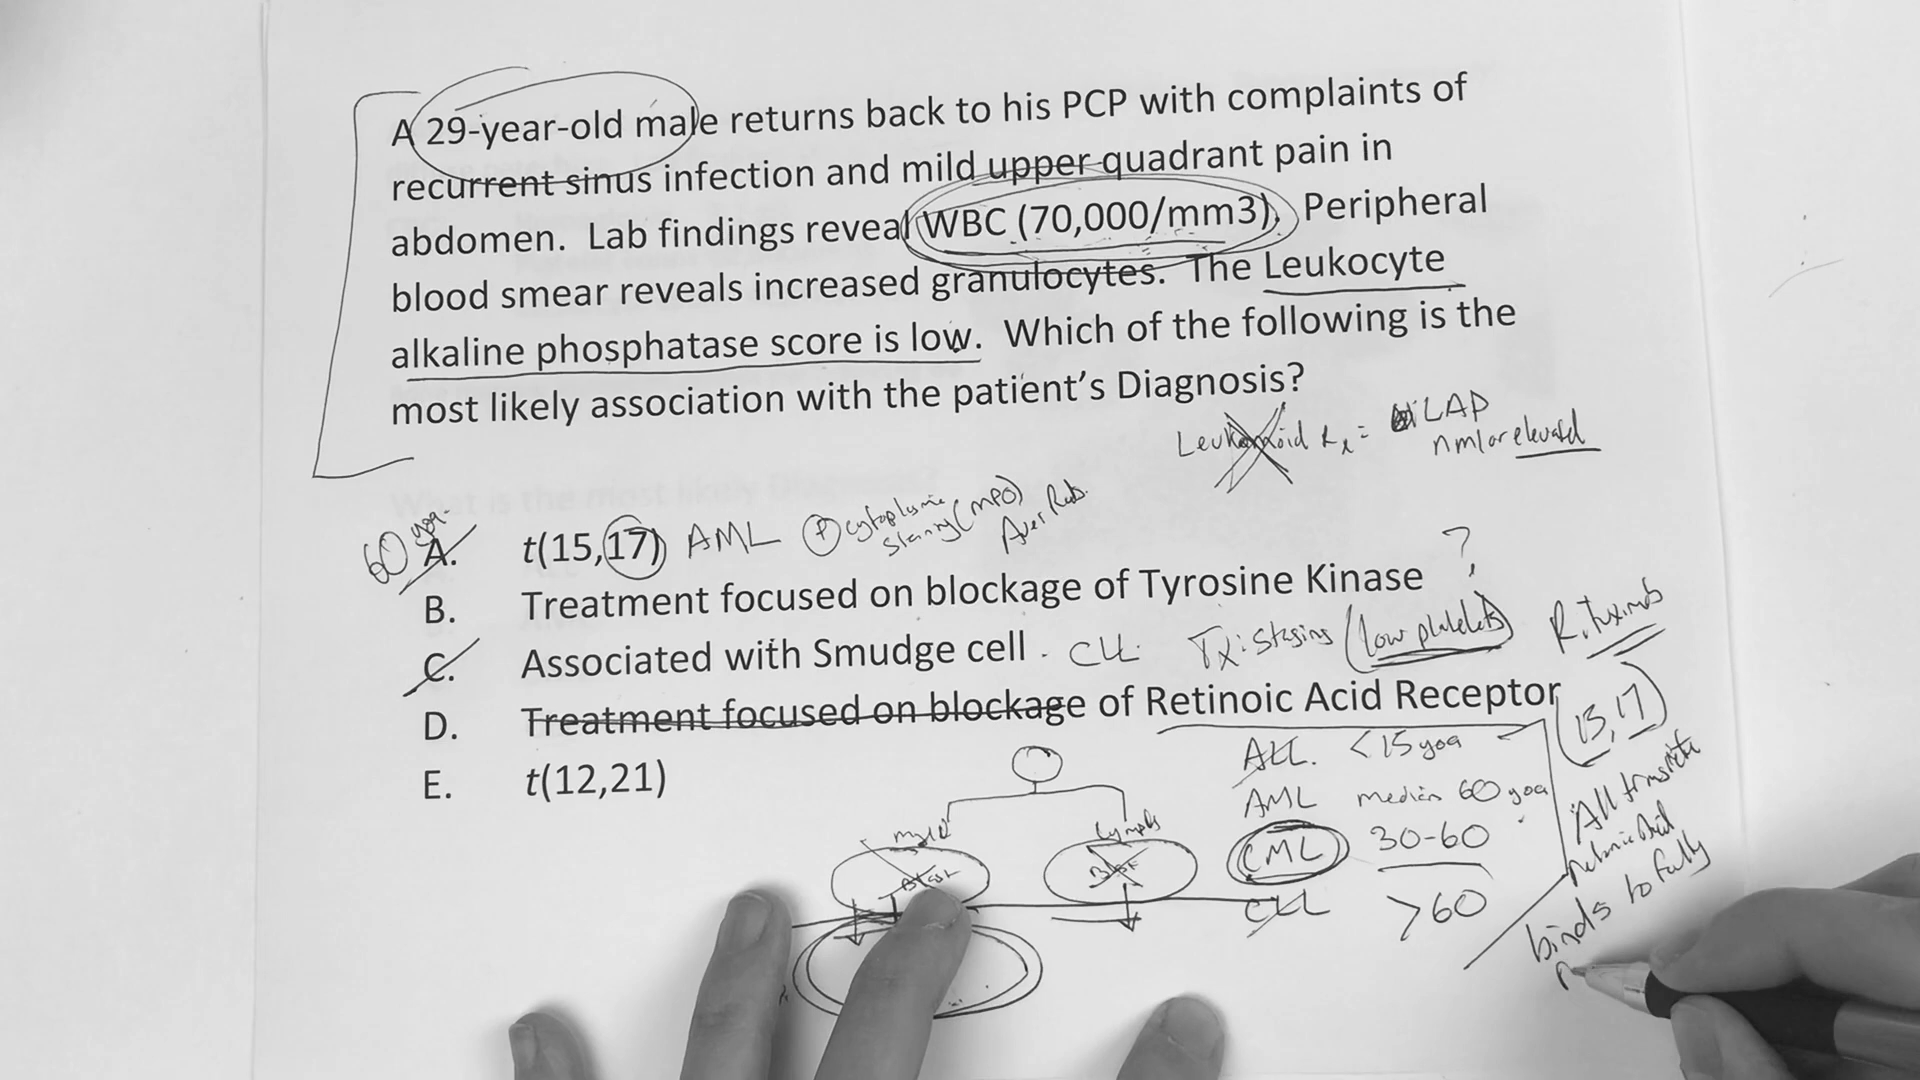 A 29-year-old male returns back to his PCP with complaints of
recurrent sinus infection and mild upper quadrant pain in
abdomen. Lab findings reveal WBC (70,000/mm3). Peripheral
blood smear reveals increased granulocytes. The Leukocyte
alkaline phosphatase score is low. Which of the following is the
most likely association with the patient's Diagnosis?
Leukemoid Rx = LAP
nml or elevated
60 yoa.
A. t(15,17) AML + cytoplasmic
staining (MPO)
Auer Rods.
B. Treatment focused on blockage of Tyrosine Kinase ?
C. Associated with Smudge cell. CLL. Tx: Staging (low platelets) Rituximab
D. Treatment focused on blockage of Retinoic Acid Receptor
(15,17)
E. t(12,21)
ALL. <15 yoa
AML median 60 yoa
CML 30-60
CLL >60
Myeloid Lymph
Blast Blast
All trans
Retinoic Acid
binds to fully